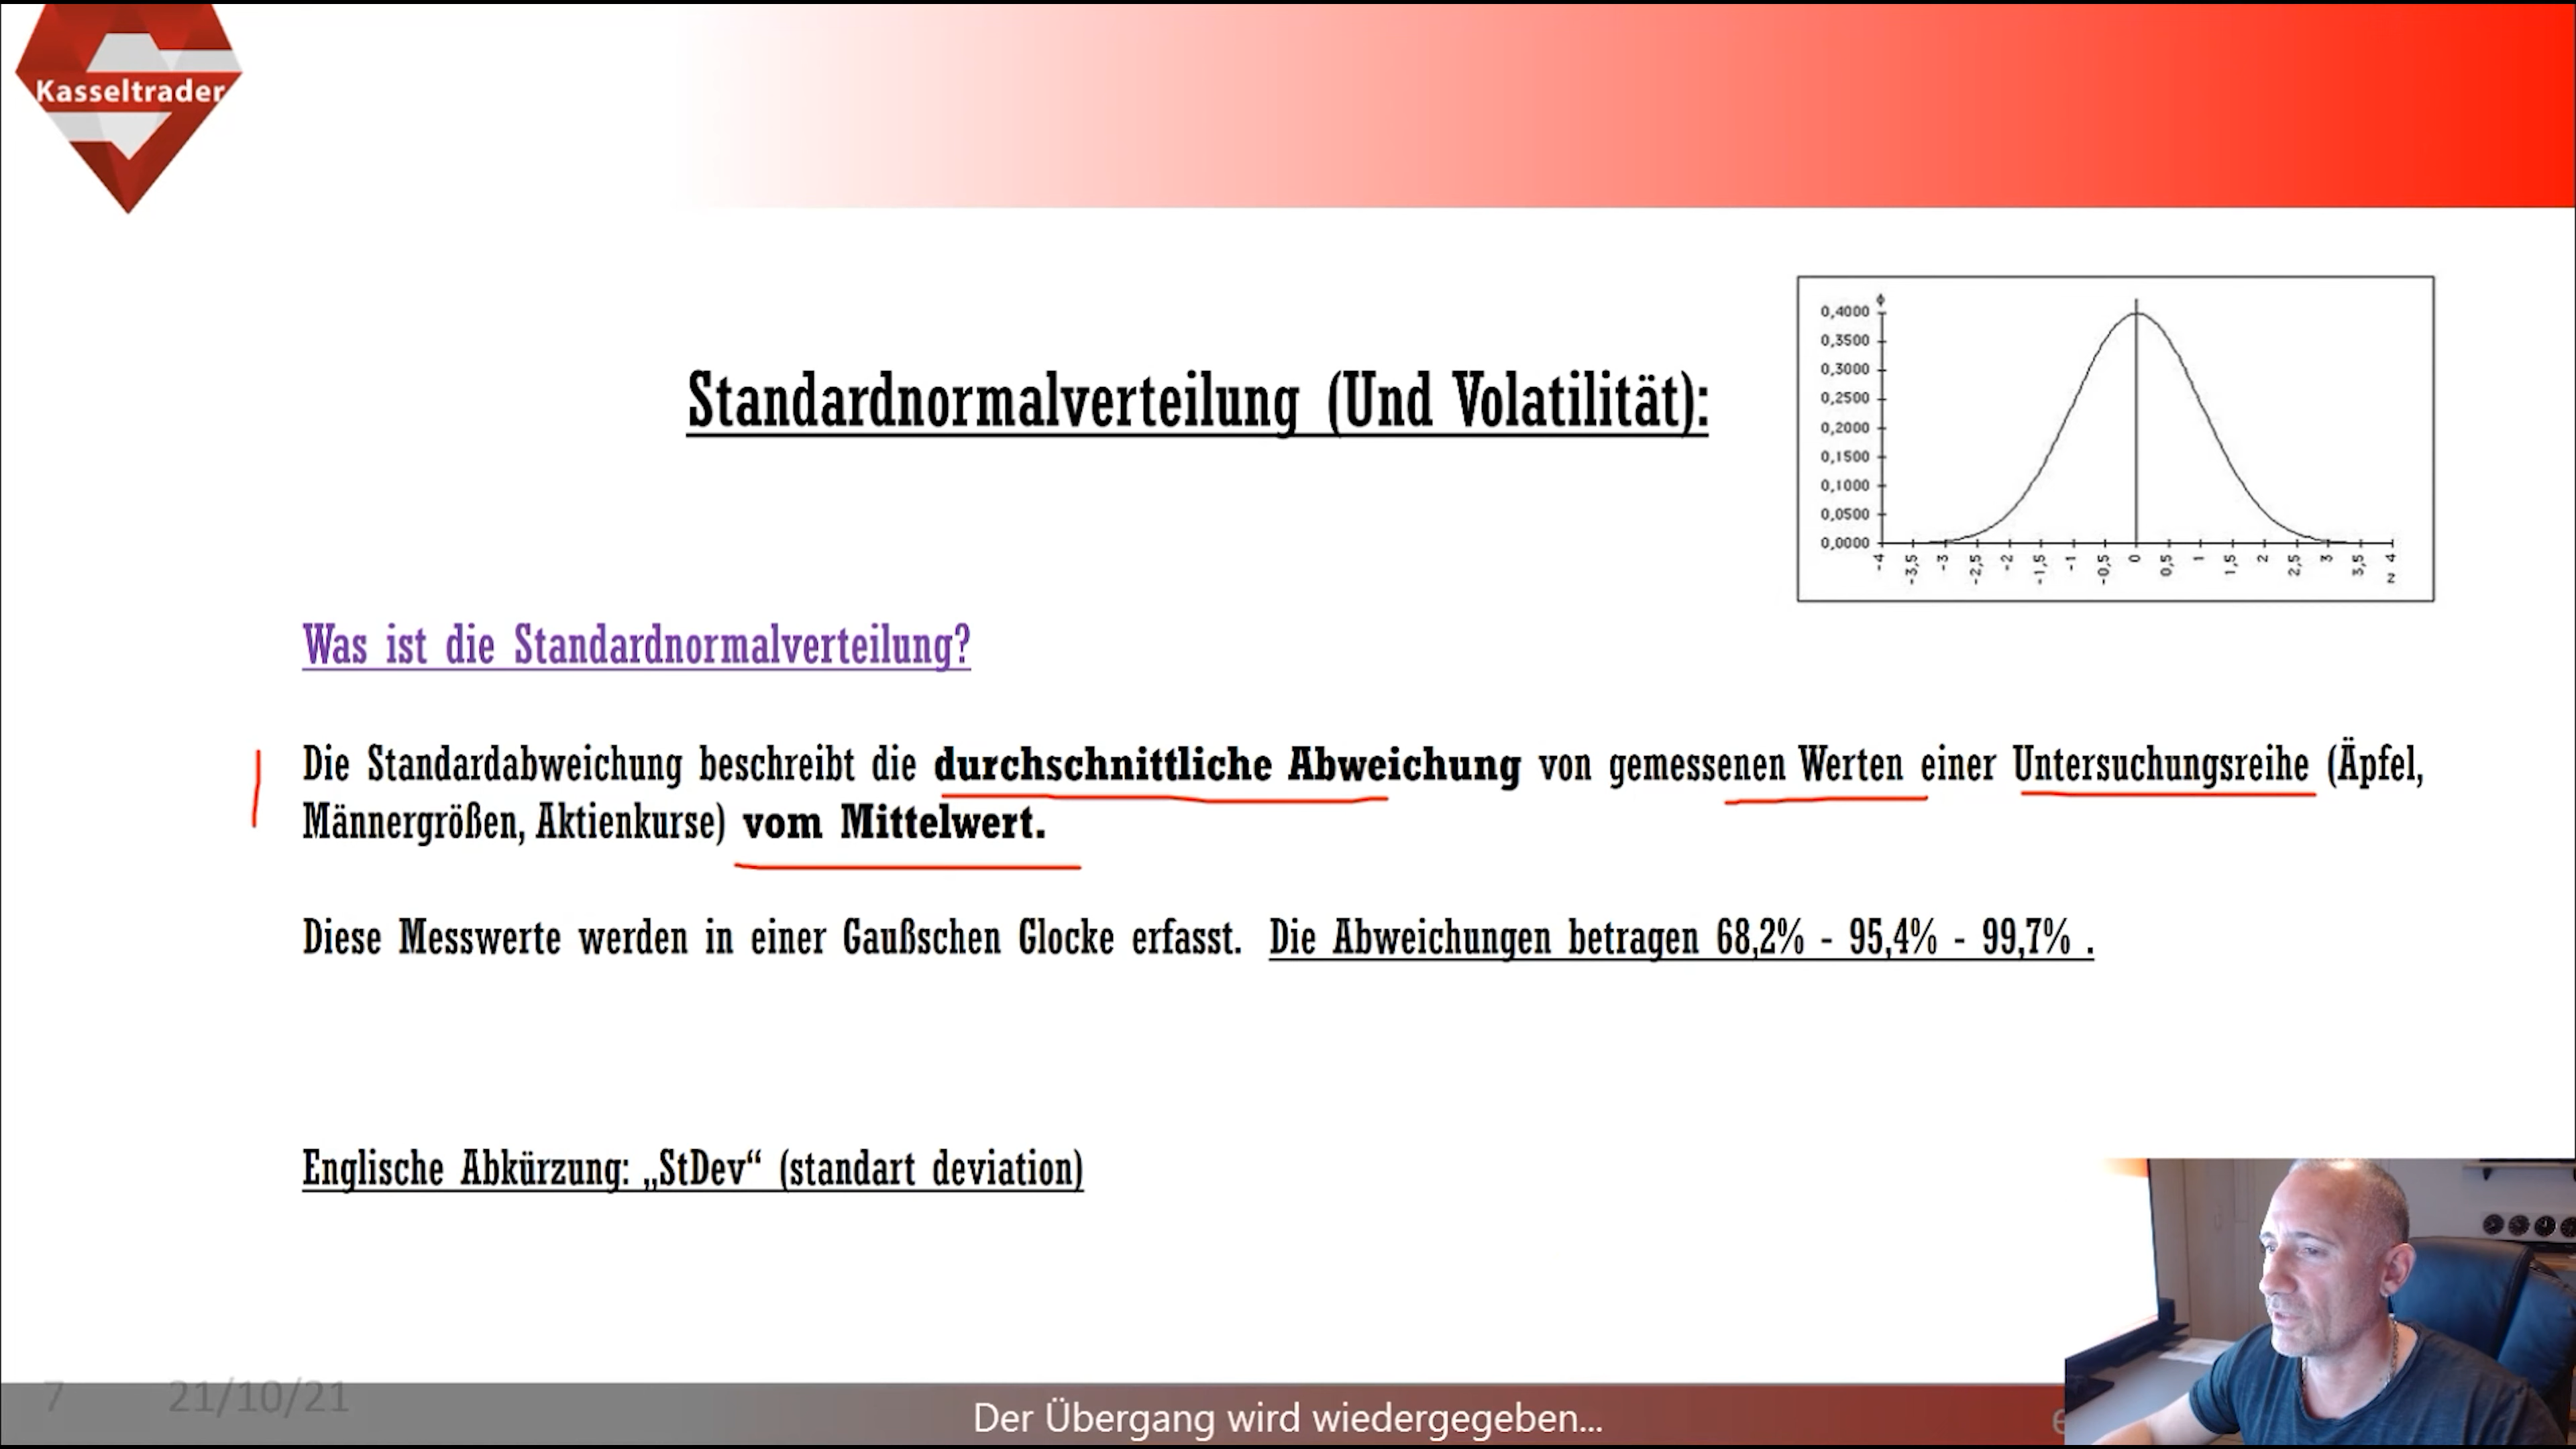 Kasseltrader
Standardnormalverteilung (Und Volatilität):
ϕ
0,4000
0,3500
0,3000
0,2500
0,2000
0,1500
0,1000
0,0500
0,0000
-4 -3,5 -3 -2,5 -2 -1,5 -1 -0,5 0 0,5 1 1,5 2 2,5 3 3,5 4
z
Was ist die Standardnormalverteilung?
Die Standardabweichung beschreibt die durchschnittliche Abweichung von gemessenen Werten einer Untersuchungsreihe (Äpfel,
Männergrößen, Aktienkurse) vom Mittelwert.
Diese Messwerte werden in einer Gaußschen Glocke erfasst. Die Abweichungen betragen 68,2% - 95,4% - 99,7% .
Englische Abkürzung: „StDev“ (standart deviation)
7 21/10/21
Der Übergang wird wiedergegeben...